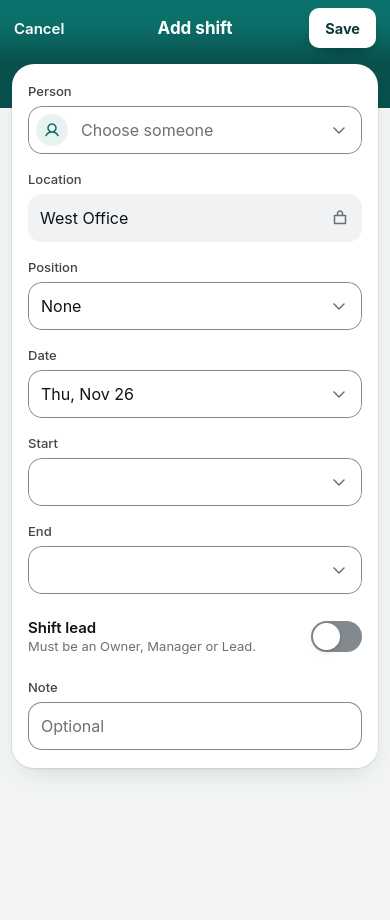 Cancel
Add shift
Save
Person
Choose someone
Location
West Office
Position
None
Date
Thu, Nov 26
Start
End
Shift lead
Must be an Owner, Manager or Lead.
Note
Optional